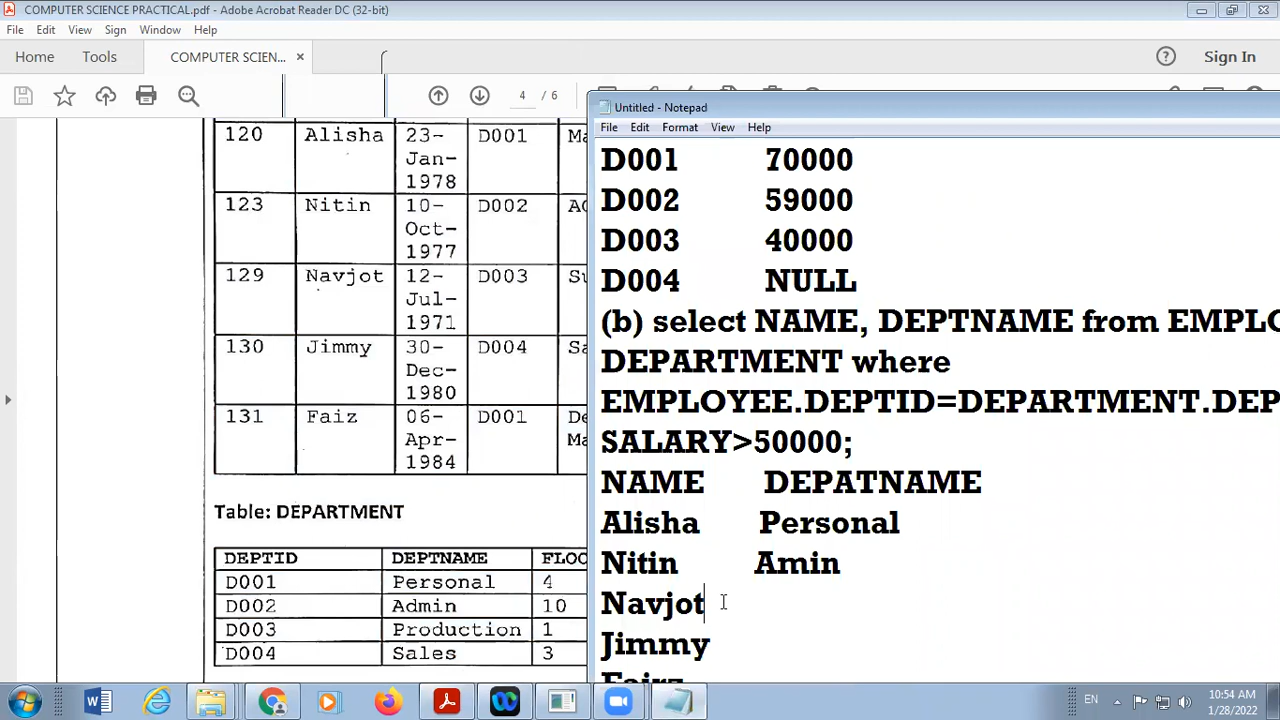 COMPUTER SCIENCE PRACTICAL.pdf - Adobe Acrobat Reader DC (32-bit)
File Edit View Sign Window Help
Home Tools COMPUTER SCIEN... × Sign In
4 / 6
120 Alisha 23- D001
Jan-
1978
123 Nitin 10- D002
Oct-
1977
129 Navjot 12- D003
Jul-
1971
130 Jimmy 30- D004
Dec-
1980
131 Faiz 06- D001
Apr-
1984
Table: DEPARTMENT
DEPTID DEPTNAME FLOO
D001 Personal 4
D002 Admin 10
D003 Production 1
D004 Sales 3
Untitled - Notepad
File Edit Format View Help
D001 70000
D002 59000
D003 40000
D004 NULL
(b) select NAME, DEPTNAME from EMPLO
DEPARTMENT where
EMPLOYEE.DEPTID=DEPARTMENT.DEP
SALARY>50000;
NAME DEPATNAME
Alisha Personal
Nitin Amin
Navjot
Jimmy
EN 10:54 AM
1/28/2022